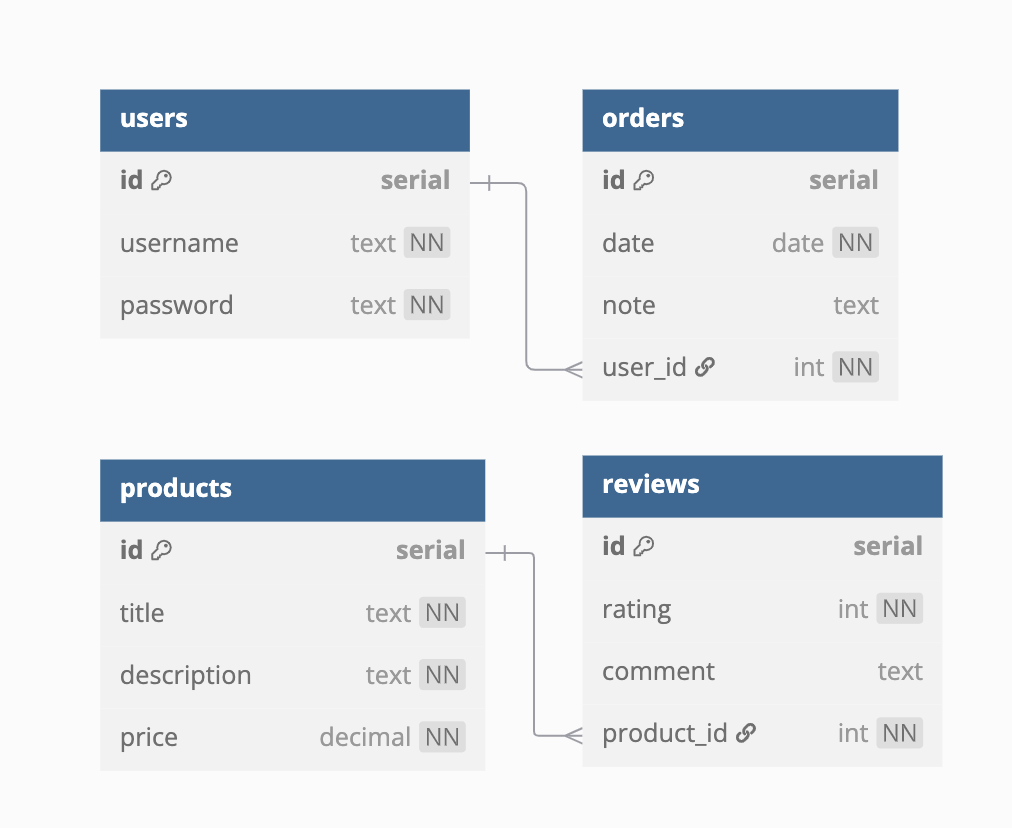 users
id serial
username text NN
password text NN
orders
id serial
date date NN
note text
user_id int NN
products
id serial
title text NN
description text NN
price decimal NN
reviews
id serial
rating int NN
comment text
product_id int NN